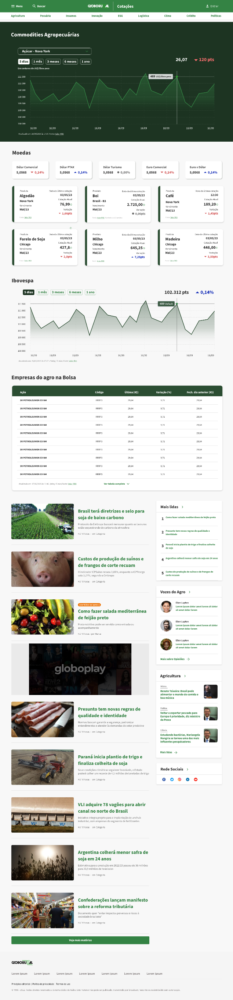 Menu
Buscar
GLOBORURAL
Cotações
Entrar
Agricultura
Pecuária
Insumos
Inovação
ESG
Logística
Clima
Crédito
Políticas
Commodities Agropecuárias
Açúcar - Nova York
5 dias
1 mês
3 meses
6 meses
1 ano
26,07
120 pts
Em centavos de US$/libra-peso
489 US$/libra-peso
111 500
111 000
110 500
110 000
109 500
109 000
108 500
108 000
16/09
16/09
16/09
16/09
16/09
16/09
18/09
16/09
16/09
Atualizado em: 26/04/2023 às 17:27. Fonte: Valor PRO
Moedas
Dólar Comercial
5,0568
0,14%
Dólar PTAX
5,0568
0,14%
Dólar Turismo
5,0568
0,00%
Euro Comercial
5,0568
0,14%
Euro x Dólar
5,0568
0,14%
Produto
Algodão
Nova York
Vencimento
Mai/23
Fonte: Valor PRO
Data da última cotação
03/05/23
Cotação Atual
76,99
Variação
1,66pts
Produto
Boi
Brasil - B3
Vencimento
Mai/23
Data da última cotação
03/05/23
Cotação Atual
2.725,00
Variação
0,00pts
Produto
Café
Nova York
Vencimento
Mai/23
Fonte: Valor PRO
Hora da última cotação
12:30
Cotação Atual
189,20
Variação
1,45pts
Produto
Farelo de Soja
Chicago
Vencimento
Mai/23
Fonte: Valor PRO
Data da última cotação
03/05/23
Cotação Atual
427,8
Variação
2,0pts
Produto
Milho
Chicago
Vencimento
Mai/23
Fonte: Valor PRO
Data da última cotação
03/05/23
Cotação Atual
645,25
Variação
7,25pts
Produto
Madeira
Chicago
Vencimento
Mai/23
Fonte: Valor PRO
Data da última cotação
03/05/23
Cotação Atual
446,00
Variação
3,50pts
Ibovespa
5 dias
1 mês
3 meses
6 meses
1 ano
102.312 pts
0,14%
489 Default
111 500
111 000
110 500
110 000
109 500
109 000
108 500
108 000
16/09
16/09
18/09
16/09
16/09
16/09
18/09
16/09
16/09
Empresas do agro na Bolsa
Ação Código Última (R$) Variação (%) Fech. dia anterior (R$)
3R PETROLEUMON EX NM RRRP3 29,84 9,71 29,84
3R PETROLEUMON EX NM RRRP3 29,84 9,71 29,84
3R PETROLEUMON EX NM RRRP3 29,84 9,71 29,84
3R PETROLEUMON EX NM RRRP3 29,84 9,71 29,84
3R PETROLEUMON EX NM RRRP3 29,84 9,71 29,84
3R PETROLEUMON EX NM RRRP3 29,84 9,71 29,84
3R PETROLEUMON EX NM RRRP3 29,84 9,71 29,84
3R PETROLEUMON EX NM RRRP3 29,84 9,71 29,84
3R PETROLEUMON EX NM RRRP3 29,84 9,71 29,84
3R PETROLEUMON EX NM RRRP3 29,84 9,71 29,84
Ver tabela completa
Brasil terá diretrizes e selo para
soja de baixo carbono
Protocolo da Embrapa buscará mensurar quanto as lavouras
estão sequestrando de carbono da atmosfera
Há 18 horas - em Categoria
Custos de produção de suínos e
de frangos de corte recuam
O indicador ICPSuíno recuou 3,85%, enquanto o ICPFrango
caiu 3,27%, segundo a Embrapa
Há 18 horas - em Categoria
CONTEÚDO DE MARCA
Como fazer salada mediterrânea
de feijão preto
Prato nutritivo pode ser servido como entrada ou
acompanhamento
Há 18 horas - por Marca
globoplay
Presunto tem novas regras de
qualidade e identidade
Normas buscam garantir a segurança, padronizar
entendimentos e atender às demandas do setor produtivo
Há 18 horas - em Categoria
Paraná inicia plantio de trigo e
finaliza colheita de soja
Se as condições climáticas seguirem favoráveis, o Estado
poderá colher um recorde de 4,5 milhões de toneladas de trigo
Há 18 horas - em Categoria
VLI
VLI
VLI adquire 78 vagões para abrir
canal no norte do Brasil
Iniciativa integra projeto para a implantação de um hub
industrial, com empresas do segmento de fertilizantes
Há 18 horas - em Categoria
Argentina colherá menor safra de
soja em 24 anos
Estimativa para a produção em 2022/23 passou de 36 milhões
para 23,9 milhões de toneladas
Há 18 horas - em Categoria
Confederações lançam manifesto
sobre a reforma tributária
Documento quer "evitar impactos perversos e riscos à
sociedade brasileira"
Há 18 horas - em Categoria
Veja mais matérias
Mais lidas
1 Como fazer salada mediterrânea de feijão preto
2 Presunto tem novas regras de qualidade e
identidade
3 Paraná inicia plantio de trigo e finaliza colheita
de soja
4 Argentina colherá menor safra de soja em 24 anos
5 Custos de produção de suínos e de frangos de
corte recuam
Vozes do Agro
Ellen Lupton
Lorem ipsum dolor amet lorem sit dolor
sit amet dolor lorem
Ellen Lupton
Lorem ipsum dolor amet lorem sit dolor
sit amet dolor lorem
Ellen Lupton
Lorem ipsum dolor amet lorem sit dolor
sit amet dolor lorem
Mais sobre Opiniões
Agricultura
Música
Renato Teixeira: Brasil pode
alimentar o mundo de comida e
boa música
Política
Voltar a exportar pescado para
Europa é prioridade, diz ministro
da Pesca
Ciência
Estudando bactérias, Mariangela
Hungria se tornou uma das mais
influentes pesquisadoras
Mais lidas
Rede Sociais
GLOBORURAL
Lorem ipsum
Lorem ipsum
Lorem ipsum
Lorem ipsum
Lorem ipsum
Lorem ipsum
Lorem ipsum
Princípios editoriais | Política de privacidade | Termos de uso
© 1996 - 2022. Todos direitos reservados a Sistema Globo de Rádio. Este material não pode ser publicado, transmitido por broadcast, reescrito ou redistribuído sem autorização.